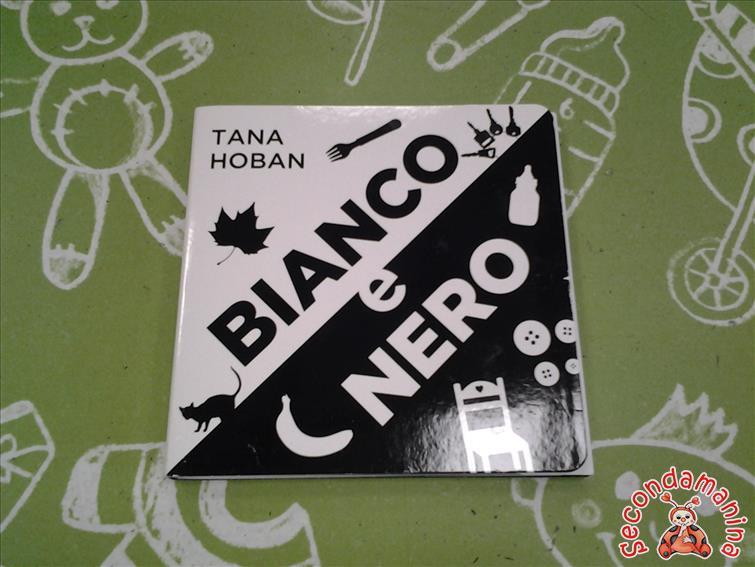 TANA
HOBAN
BIANCO
e
NERO
Secondamanina